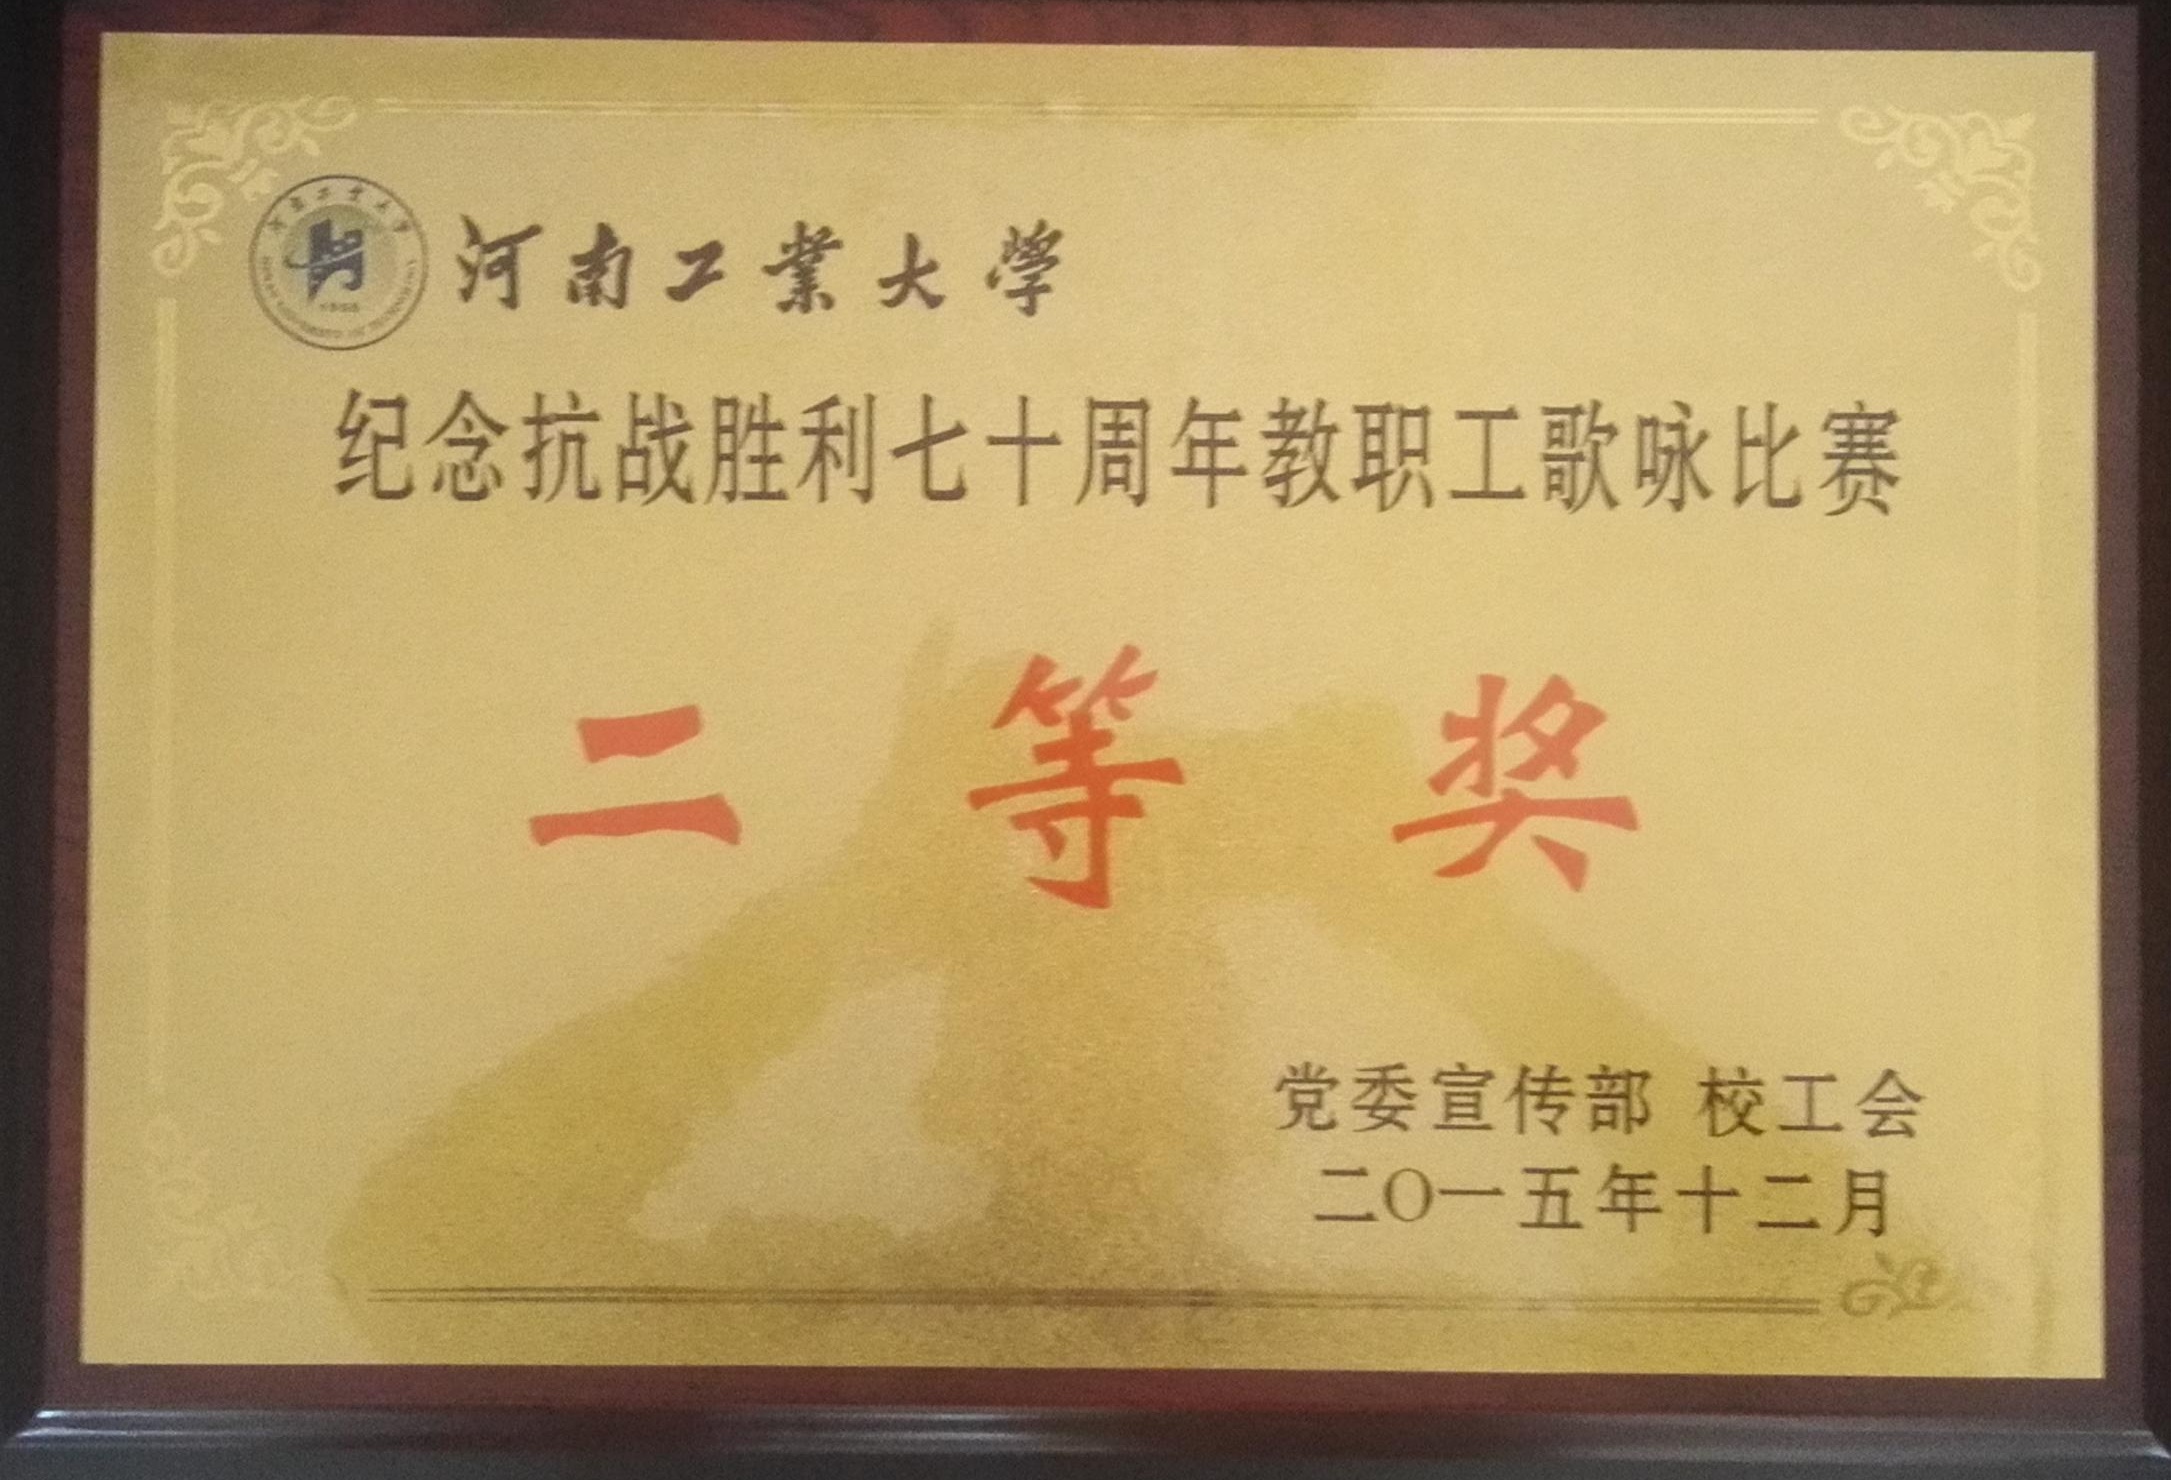 河南工業大學
纪念抗战胜利七十周年教职工歌咏比赛
二等奖
党委宣传部 校工会
二〇一五年十二月